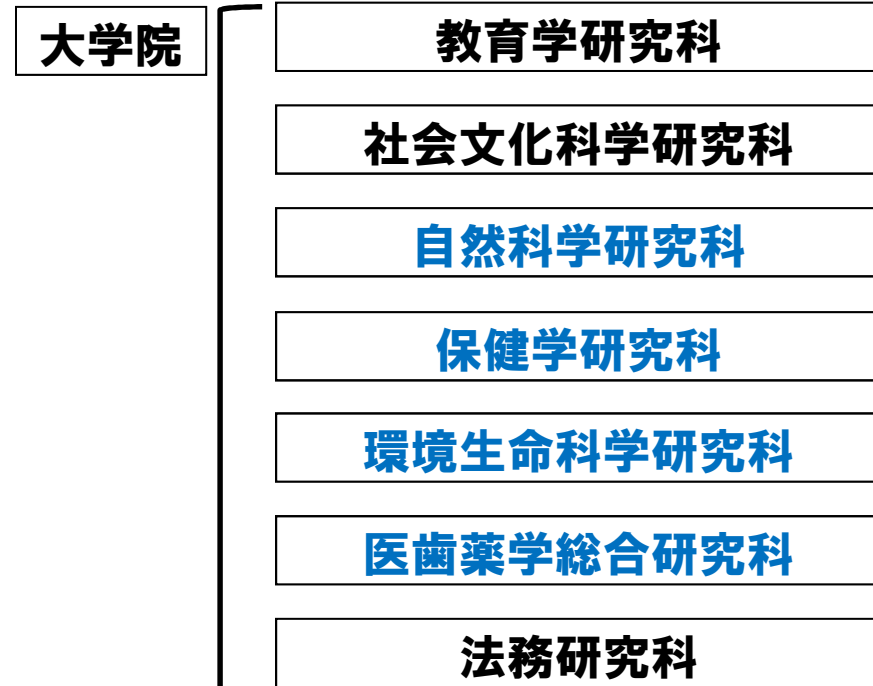 大学院
教育学研究科
社会文化科学研究科
自然科学研究科
保健学研究科
環境生命科学研究科
医歯薬学総合研究科
法務研究科